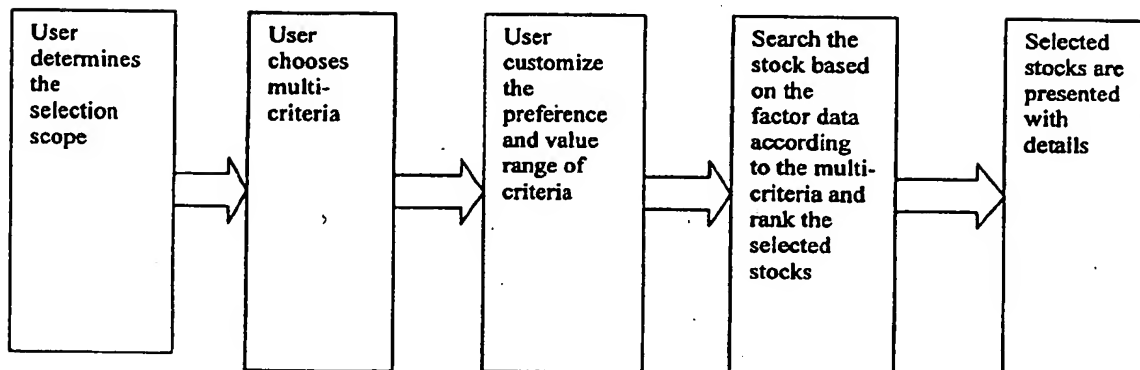 User
determines
the
selection
scope
User
chooses
multi-
criteria
User
customize
the
preference
and value
range of
criteria
Search the
stock based
on the
factor data
according
to the multi-
criteria and
rank the
selected
stocks
Selected
stocks are
presented
with
details